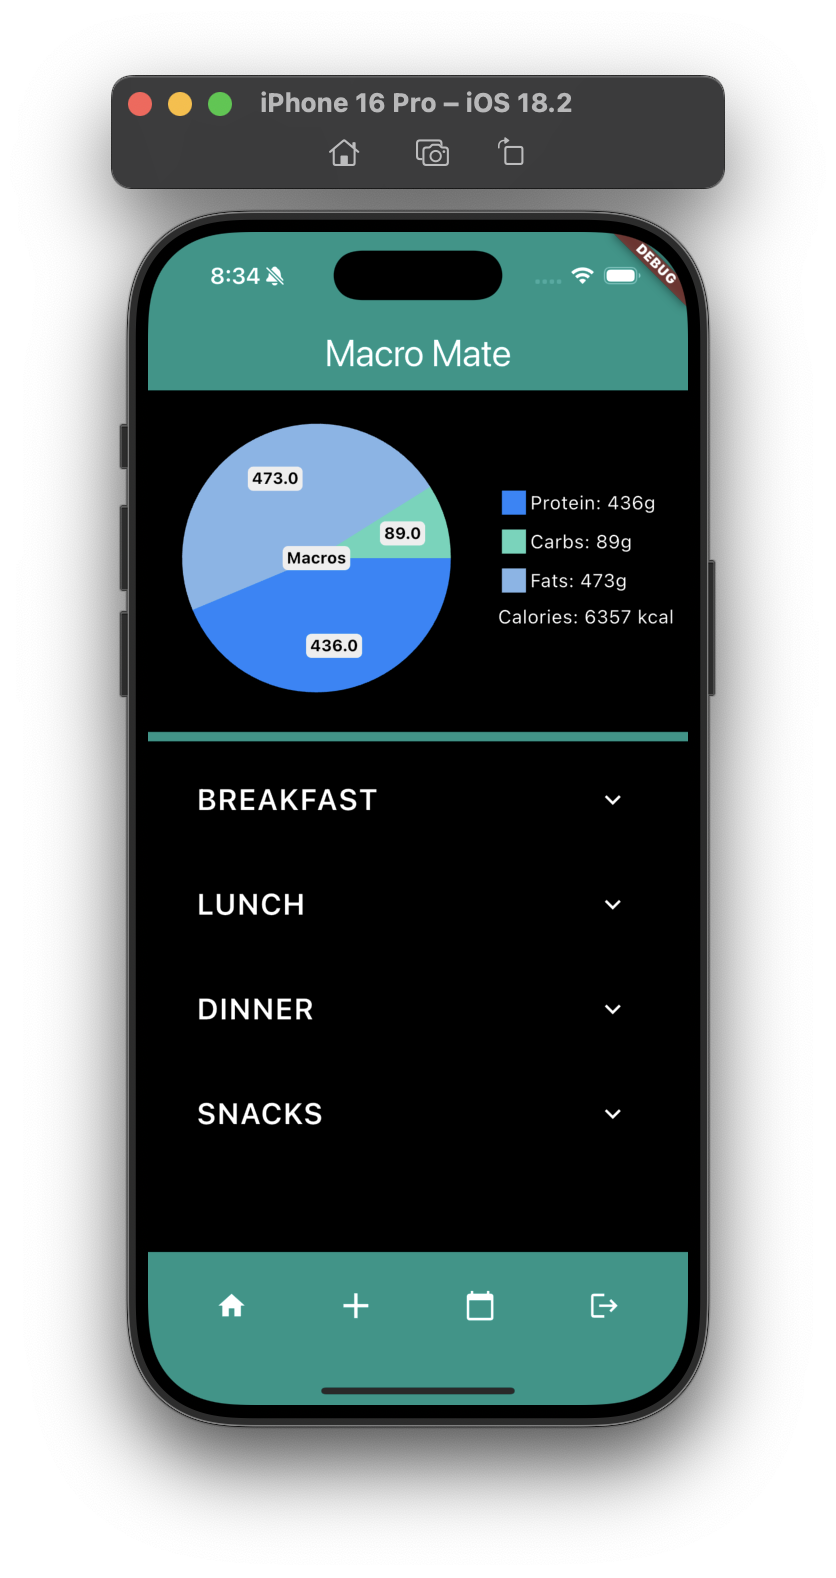 iPhone 16 Pro – iOS 18.2
8:34
DEBUG
Macro Mate
473.0
89.0
Macros
436.0
Protein: 436g
Carbs: 89g
Fats: 473g
Calories: 6357 kcal
BREAKFAST
LUNCH
DINNER
SNACKS